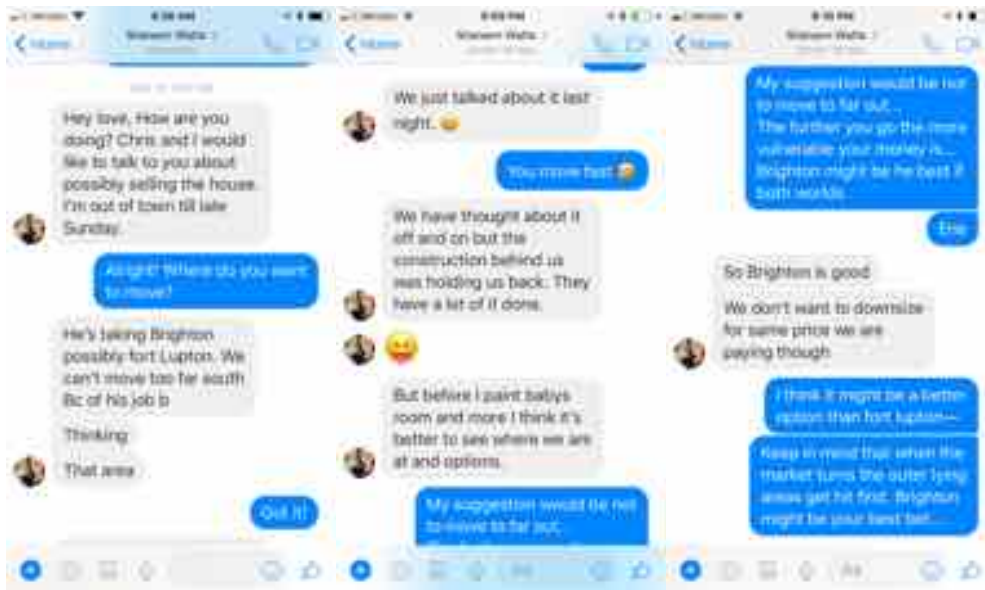 Home
Hey love, How are you
doing? Chris and I would
like to talk to you about
possibly selling the house.
I'm out of town till late
Sunday.
Alright! Where do you want
to move?
He's taking Brighton
possibly fort Lupton. We
can't move too far south
Bc of his job b
Thinking
That area
Got it!
Home
We just talked about it last
night.
You move fast
We have thought about it
off and on but the
construction behind us
was holding us back. They
have a lot of it done.
But before I paint babys
room and more I think it's
better to see where we are
at and options.
My suggestion would be not
to move to far out.
Home
My suggestion would be not
to move to far out...
The further you go the more
vulnerable your money is...
Brighton might be he best if
both worlds
Erie
So Brighton is good
We don't want to downsize
for same price we are
paying though
I think it might be a better
option than fort lupton—
Keep in mind that when the
market turns the outer lying
areas get hit first. Brighton
might be your best bet...
Aa